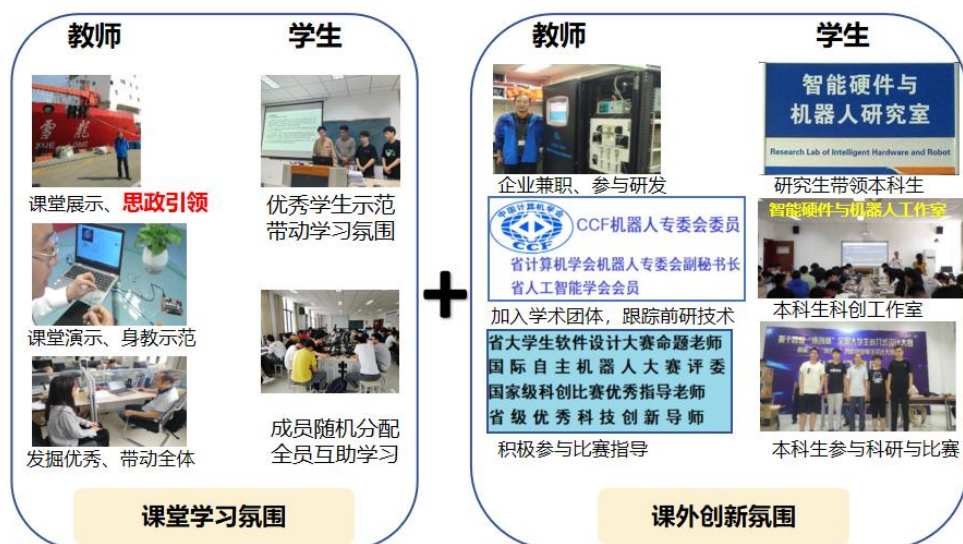 教师
学生
雪龙
XUE LONG
课堂展示、思政引领
优秀学生示范
带动学习氛围
课堂演示、身教示范
成员随机分配
全员互助学习
发掘优秀、带动全体
课堂学习氛围
+
教师
学生
智能硬件与
机器人研究室
Research Lab of Intelligent Hardware and Robot
企业兼职、参与研发
研究生带领本科生
中国计算机学会
CCF
CCF机器人专委会委员
省计算机学会机器人专委会副秘书长
省人工智能学会会员
智能硬件与机器人工作室
加入学术团体，跟踪前研技术
本科生科创工作室
省大学生软件设计大赛命题老师
国际自主机器人大赛评委
国家级科创比赛优秀指导老师
省级优秀科技创新导师
积极参与比赛指导
本科生参与科研与比赛
课外创新氛围